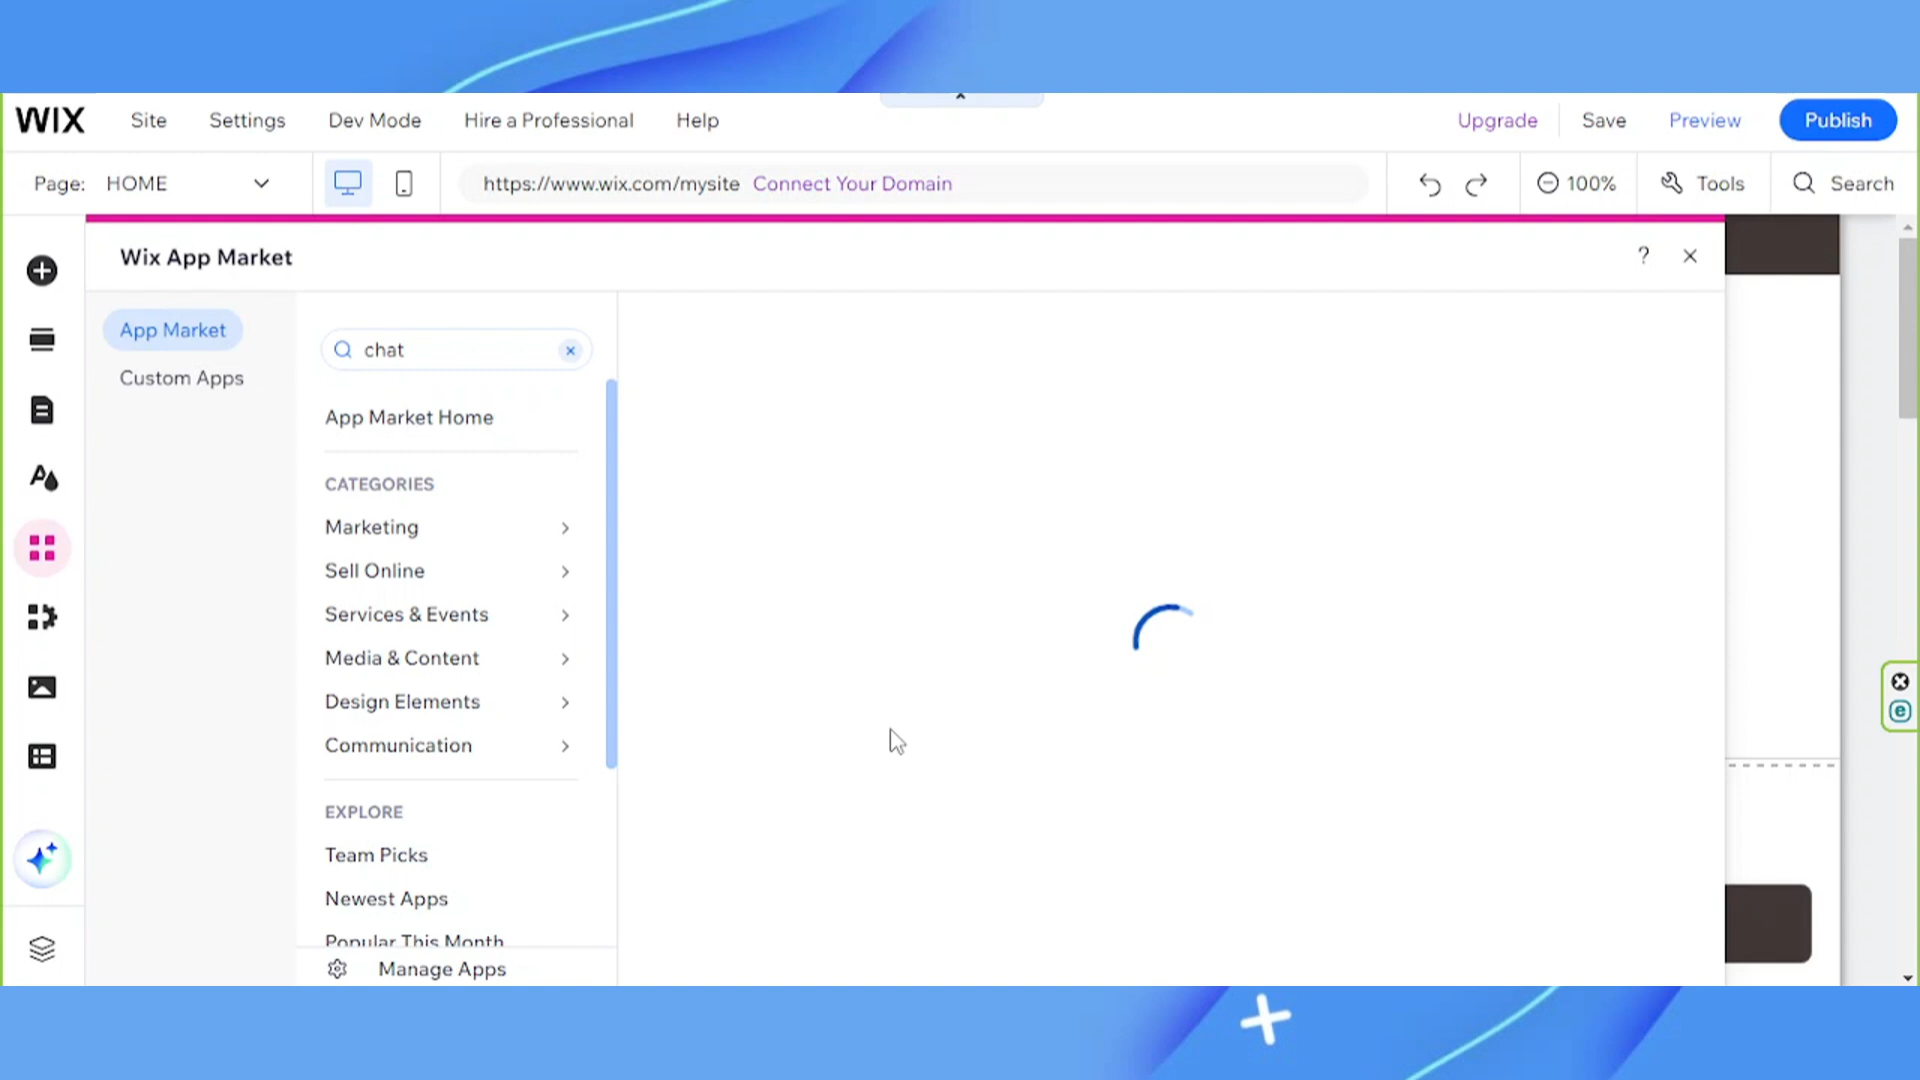 WIX Site Settings Dev Mode Hire a Professional Help Upgrade Save Preview Publish
Page: HOME https://www.wix.com/mysite Connect Your Domain 100% Tools Search
Wix App Market ?
App Market
Custom Apps
chat
App Market Home
CATEGORIES
Marketing
Sell Online
Services & Events
Media & Content
Design Elements
Communication
EXPLORE
Team Picks
Newest Apps
Popular This Month
Manage Apps